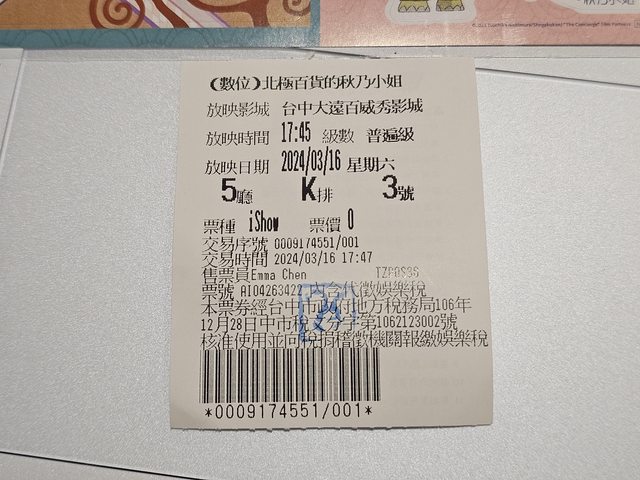 (數位)北極百貨的秋乃小姐
放映影城 台中大遠百威秀影城
放映時間 17:45 級數 普遍級
放映日期 2024/03/16 星期六
5廳 K排 3號
票種 iShow 票價 0
交易序號 0009174551/001
交易時間 2024/03/16 17:47
售票員Emma Chen TZPOS36
票號 AI04263422 內含代徵娛樂稅
本票券經台中市政府地方稅務局106年
12月28日中市稅文分字第1062123002號
核准使用並可稅捐稽徵機關報繳娛樂稅
*0009174551/001*